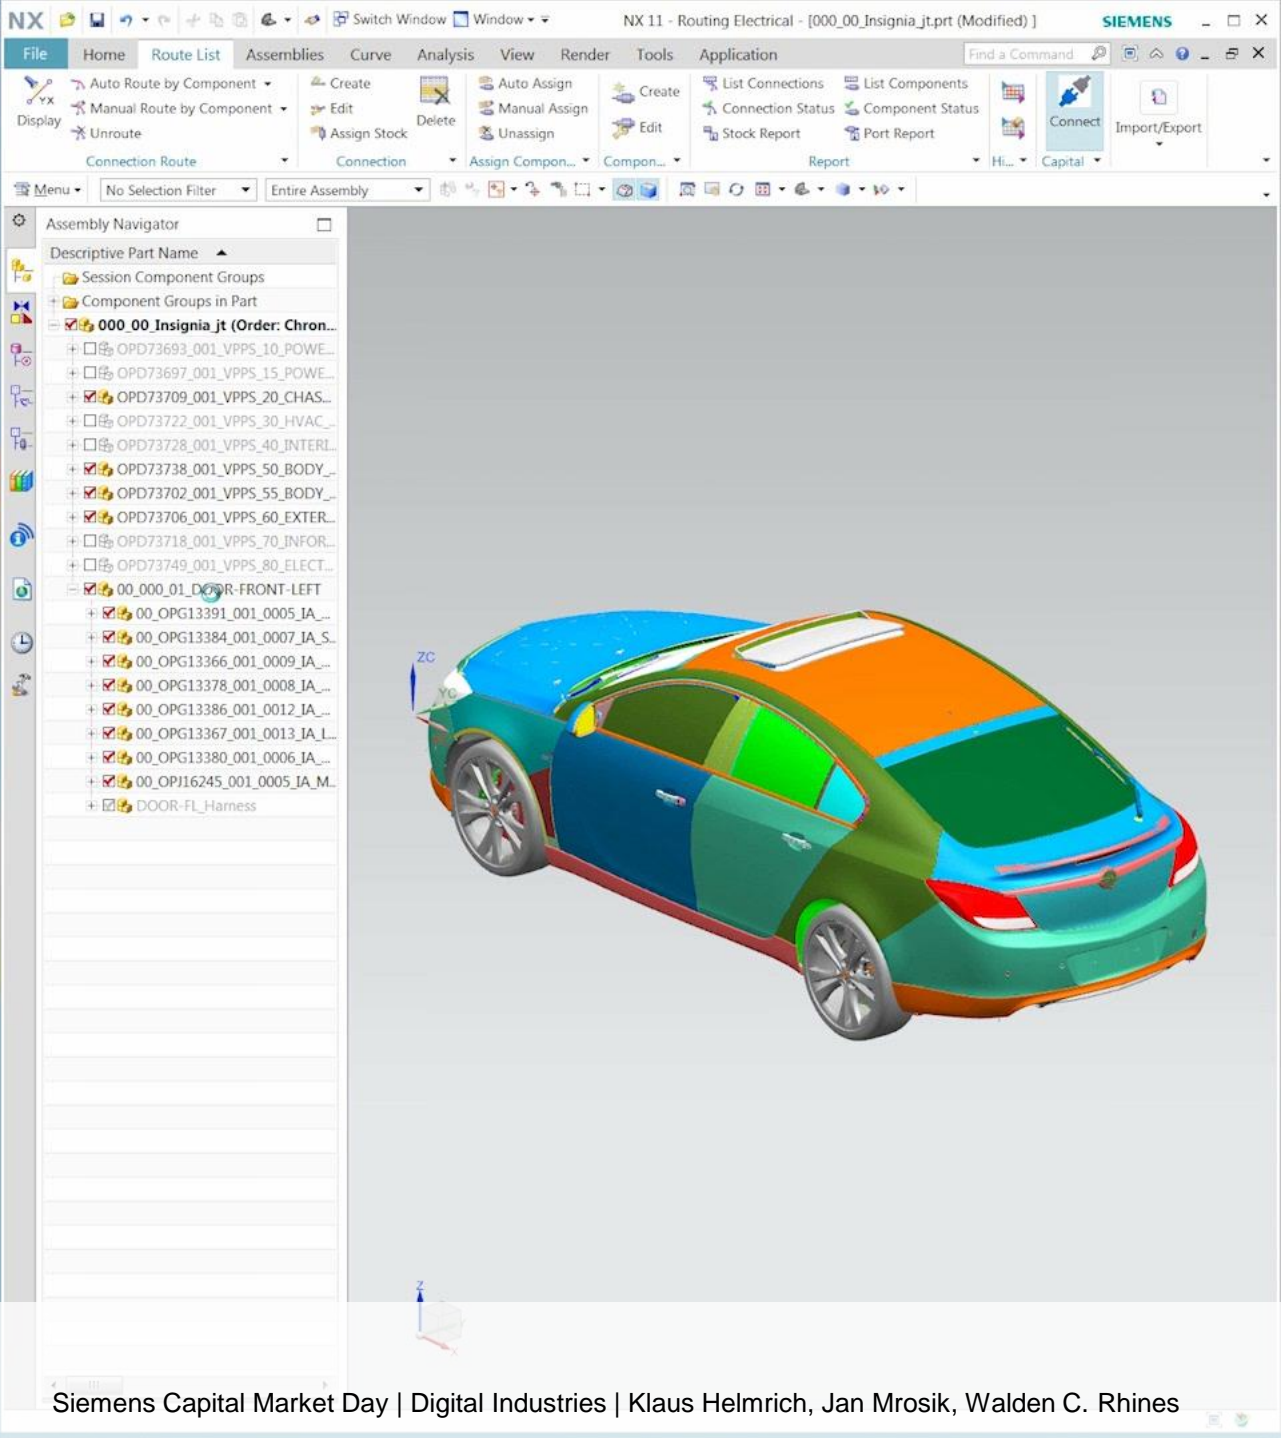 NX Switch Window Window NX 11 - Routing Electrical - [000_00_Insignia_jt.prt (Modified) ] SIEMENS
File Home Route List Assemblies Curve Analysis View Render Tools Application Find a Command
Auto Route by Component Create Auto Assign Create List Connections List Components
Display Manual Route by Component Edit Delete Manual Assign Connection Status Component Status Connect Import/Export
Unroute Assign Stock Unassign Edit Stock Report Port Report
Connection Route Connection Assign Compon... Compon... Report Hi... Capital
Menu No Selection Filter Entire Assembly
Assembly Navigator
Descriptive Part Name
Session Component Groups
Component Groups in Part
000_00_Insignia_jt (Order: Chron...
OPD73693_001_VPPS_10_POWE...
OPD73697_001_VPPS_15_POWE...
OPD73709_001_VPPS_20_CHAS...
OPD73722_001_VPPS_30_HVAC_...
OPD73728_001_VPPS_40_INTERI...
OPD73738_001_VPPS_50_BODY_...
OPD73702_001_VPPS_55_BODY_...
OPD73706_001_VPPS_60_EXTER...
OPD73718_001_VPPS_70_INFOR...
OPD73749_001_VPPS_80_ELECT...
00_000_01_DOOR-FRONT-LEFT
00_OPG13391_001_0005_IA_...
00_OPG13384_001_0007_IA_S...
00_OPG13366_001_0009_IA_...
00_OPG13378_001_0008_IA_...
00_OPG13386_001_0012_IA_...
00_OPG13367_001_0013_IA_L...
00_OPG13380_001_0006_IA_...
00_OPJ16245_001_0005_IA_M...
DOOR-FL_Harness
ZC
YC
Z
X
Siemens Capital Market Day | Digital Industries | Klaus Helmrich, Jan Mrosik, Walden C. Rhines